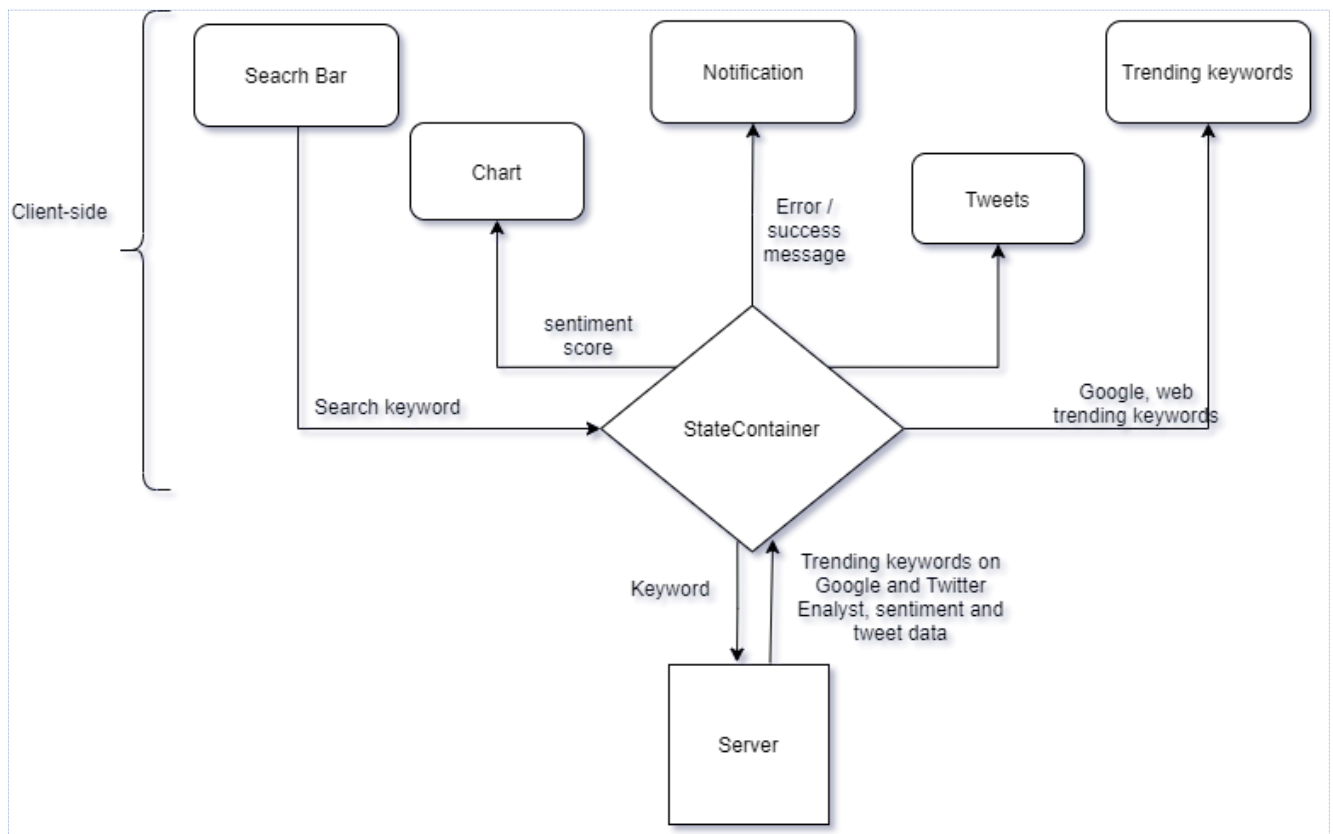 Seacrh Bar
Notification
Trending keywords
Chart
Tweets
Client-side
Error /
success
message
sentiment
score
Search keyword
StateContainer
Google, web
trending keywords
Keyword
Trending keywords on
Google and Twitter
Enalyst, sentiment and
tweet data
Server